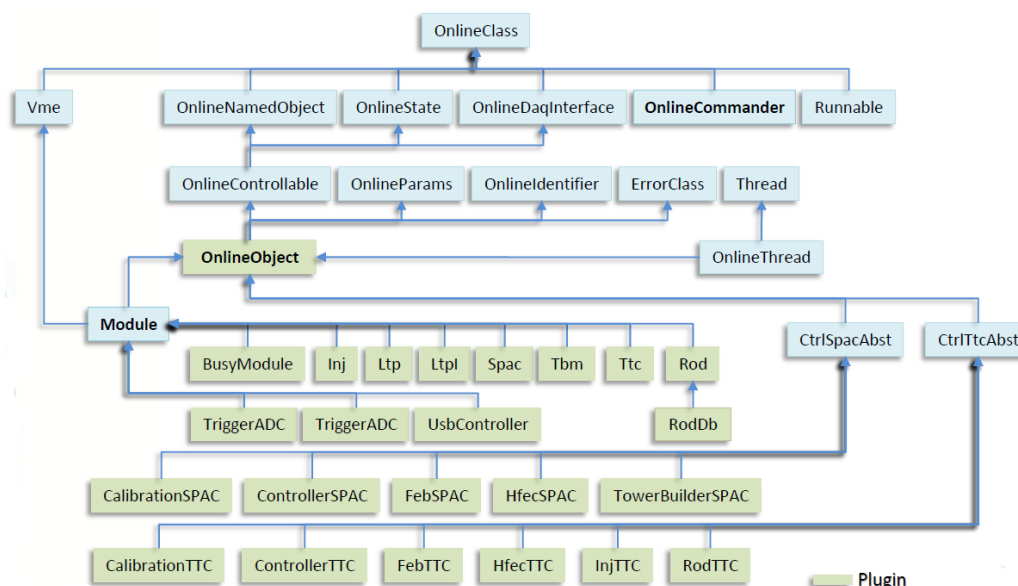 OnlineClass
Vme OnlineNamedObject OnlineState OnlineDaqInterface OnlineCommander Runnable
OnlineControllable OnlineParams OnlineIdentifier ErrorClass Thread
OnlineObject OnlineThread
Module CtrlSpacAbst CtrlTtcAbst
BusyModule Inj Ltp LtpI Spac Tbm Ttc Rod
TriggerADC TriggerADC UsbController RodDb
CalibrationSPAC ControllerSPAC FebSPAC HfecSPAC TowerBuilderSPAC
CalibrationTTC ControllerTTC FebTTC HfecTTC InjTTC RodTTC
Plugin